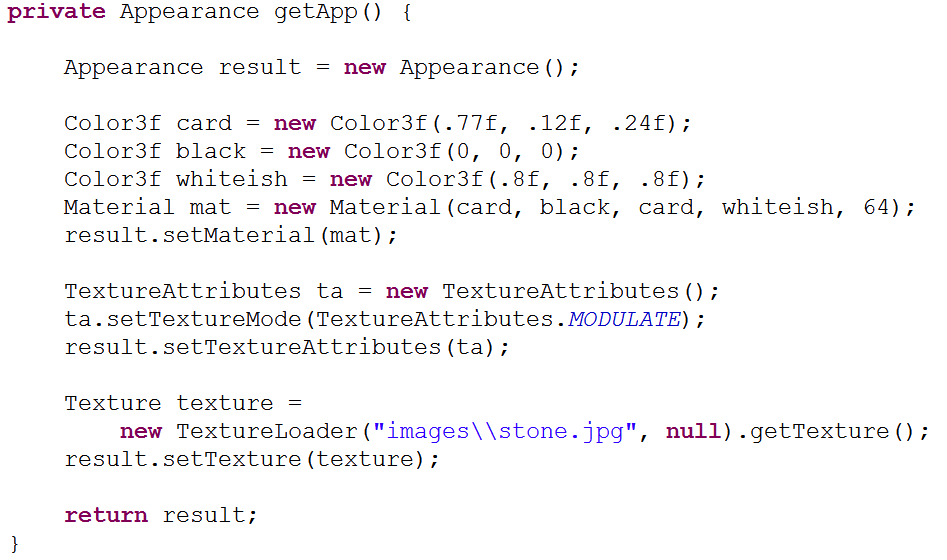 private Appearance getApp() {
Appearance result = new Appearance();
Color3f card = new Color3f(.77f, .12f, .24f);
Color3f black = new Color3f(0, 0, 0);
Color3f whiteish = new Color3f(.8f, .8f, .8f);
Material mat = new Material(card, black, card, whiteish, 64);
result.setMaterial(mat);
TextureAttributes ta = new TextureAttributes();
ta.setTextureMode(TextureAttributes.MODULATE);
result.setTextureAttributes(ta);
Texture texture =
new TextureLoader("images\\stone.jpg", null).getTexture();
result.setTexture(texture);
return result;
}